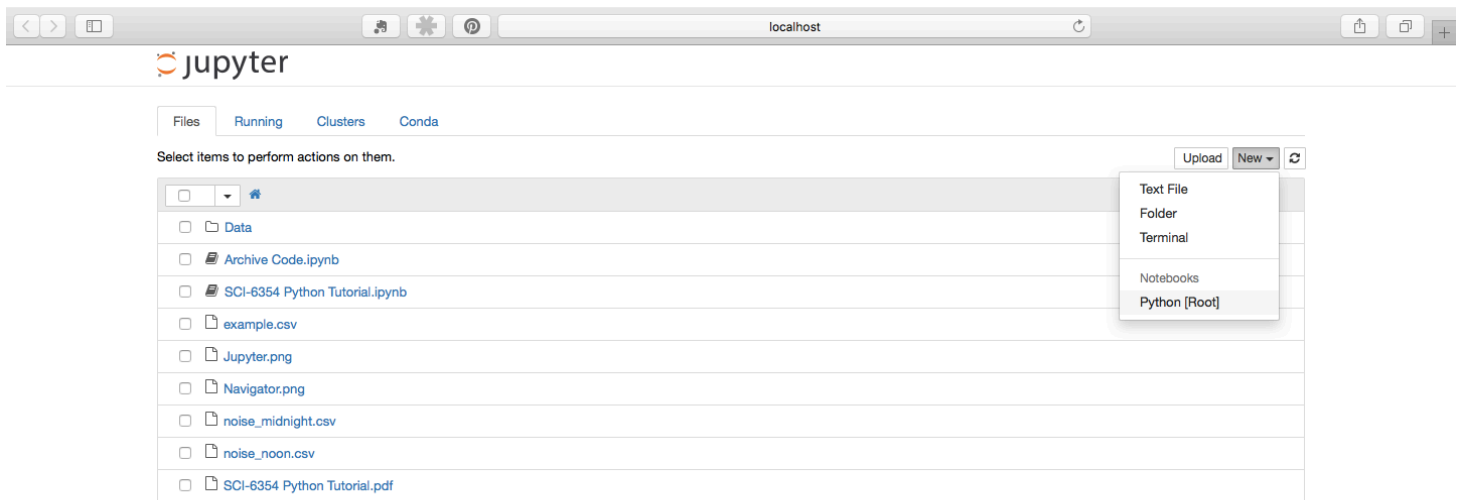 localhost
jupyter
Files Running Clusters Conda
Select items to perform actions on them.
Upload New
Text File
Folder
Terminal
Notebooks
Python [Root]
Data
Archive Code.ipynb
SCI-6354 Python Tutorial.ipynb
example.csv
Jupyter.png
Navigator.png
noise_midnight.csv
noise_noon.csv
SCI-6354 Python Tutorial.pdf